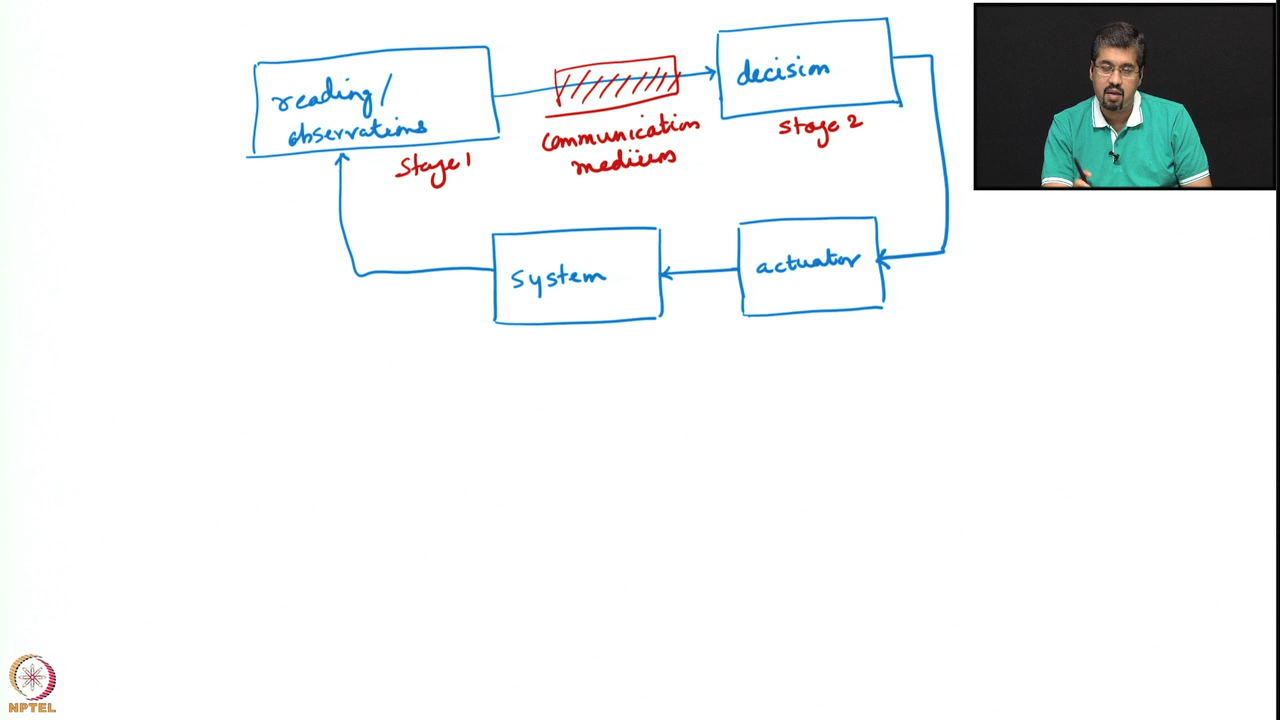 reading/
observations
stage 1
communication
medium
decision
stage 2
system
actuator
NPTEL